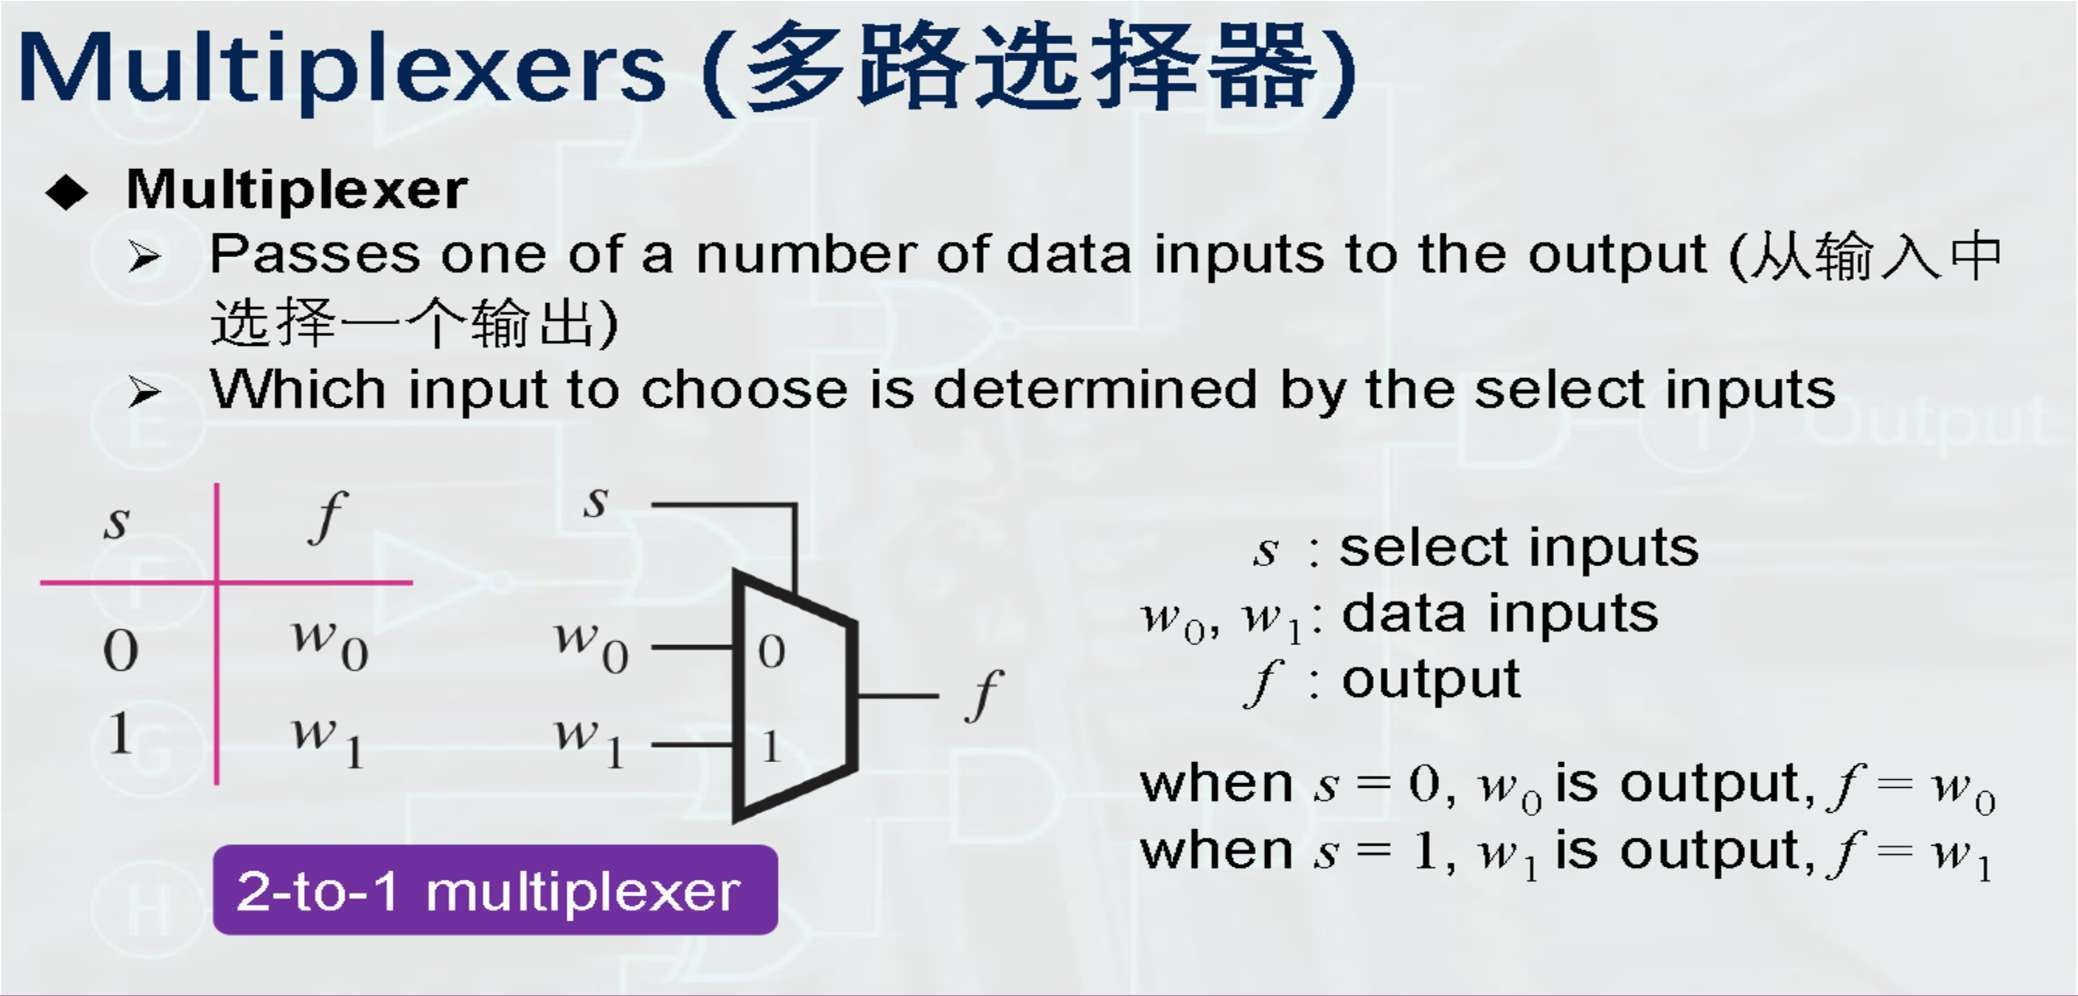 Multiplexers (多路选择器)
◆ Multiplexer
➢ Passes one of a number of data inputs to the output (从输入中
选择一个输出)
➢ Which input to choose is determined by the select inputs
s f
0 w0
1 w1
s
w0 0
w1 1
f
2-to-1 multiplexer
s : select inputs
w0, w1: data inputs
f : output
when s = 0, w0 is output, f = w0
when s = 1, w1 is output, f = w1
E
Output
F
G
H